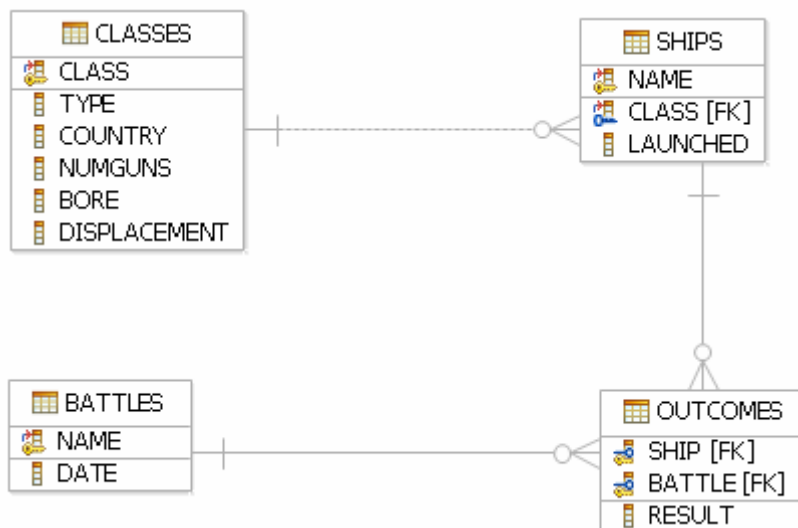 CLASSES
CLASS
TYPE
COUNTRY
NUMGUNS
BORE
DISPLACEMENT
SHIPS
NAME
CLASS [FK]
LAUNCHED
BATTLES
NAME
DATE
OUTCOMES
SHIP [FK]
BATTLE [FK]
RESULT